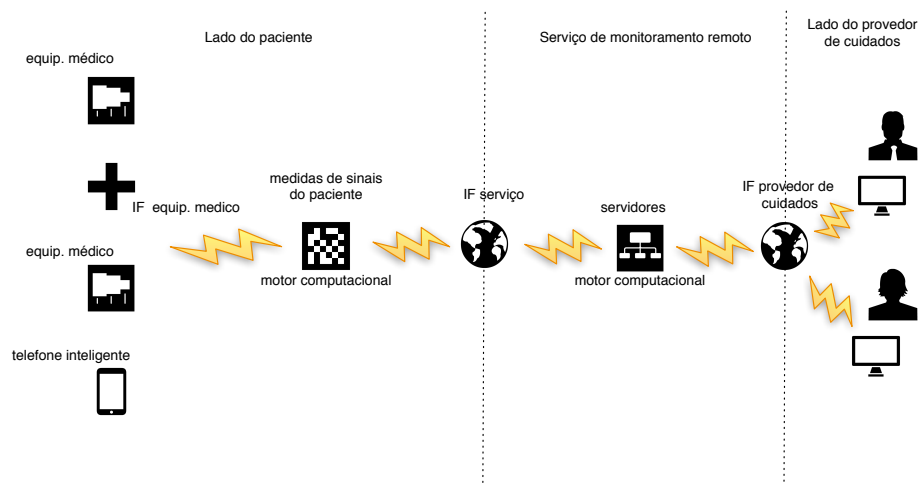 Lado do paciente
Serviço de monitoramento remoto
Lado do provedor
de cuidados
equip. médico
medidas de sinais
do paciente
IF equip. medico
IF serviço
servidores
IF provedor de
cuidados
equip. médico
motor computacional
motor computacional
telefone inteligente